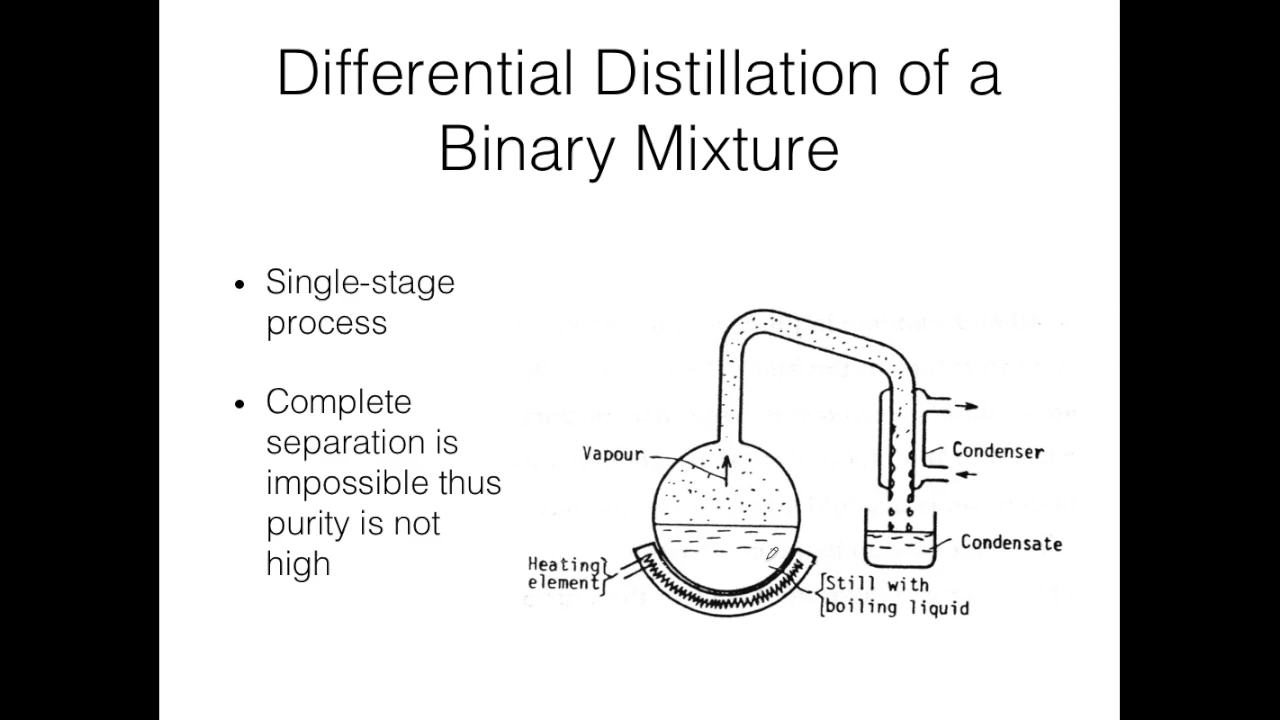 Differential Distillation of a
Binary Mixture
• Single-stage
process
• Complete
separation is
impossible thus
purity is not
high
Vapour
Condenser
Condensate
Heating
element
Still with
boiling liquid